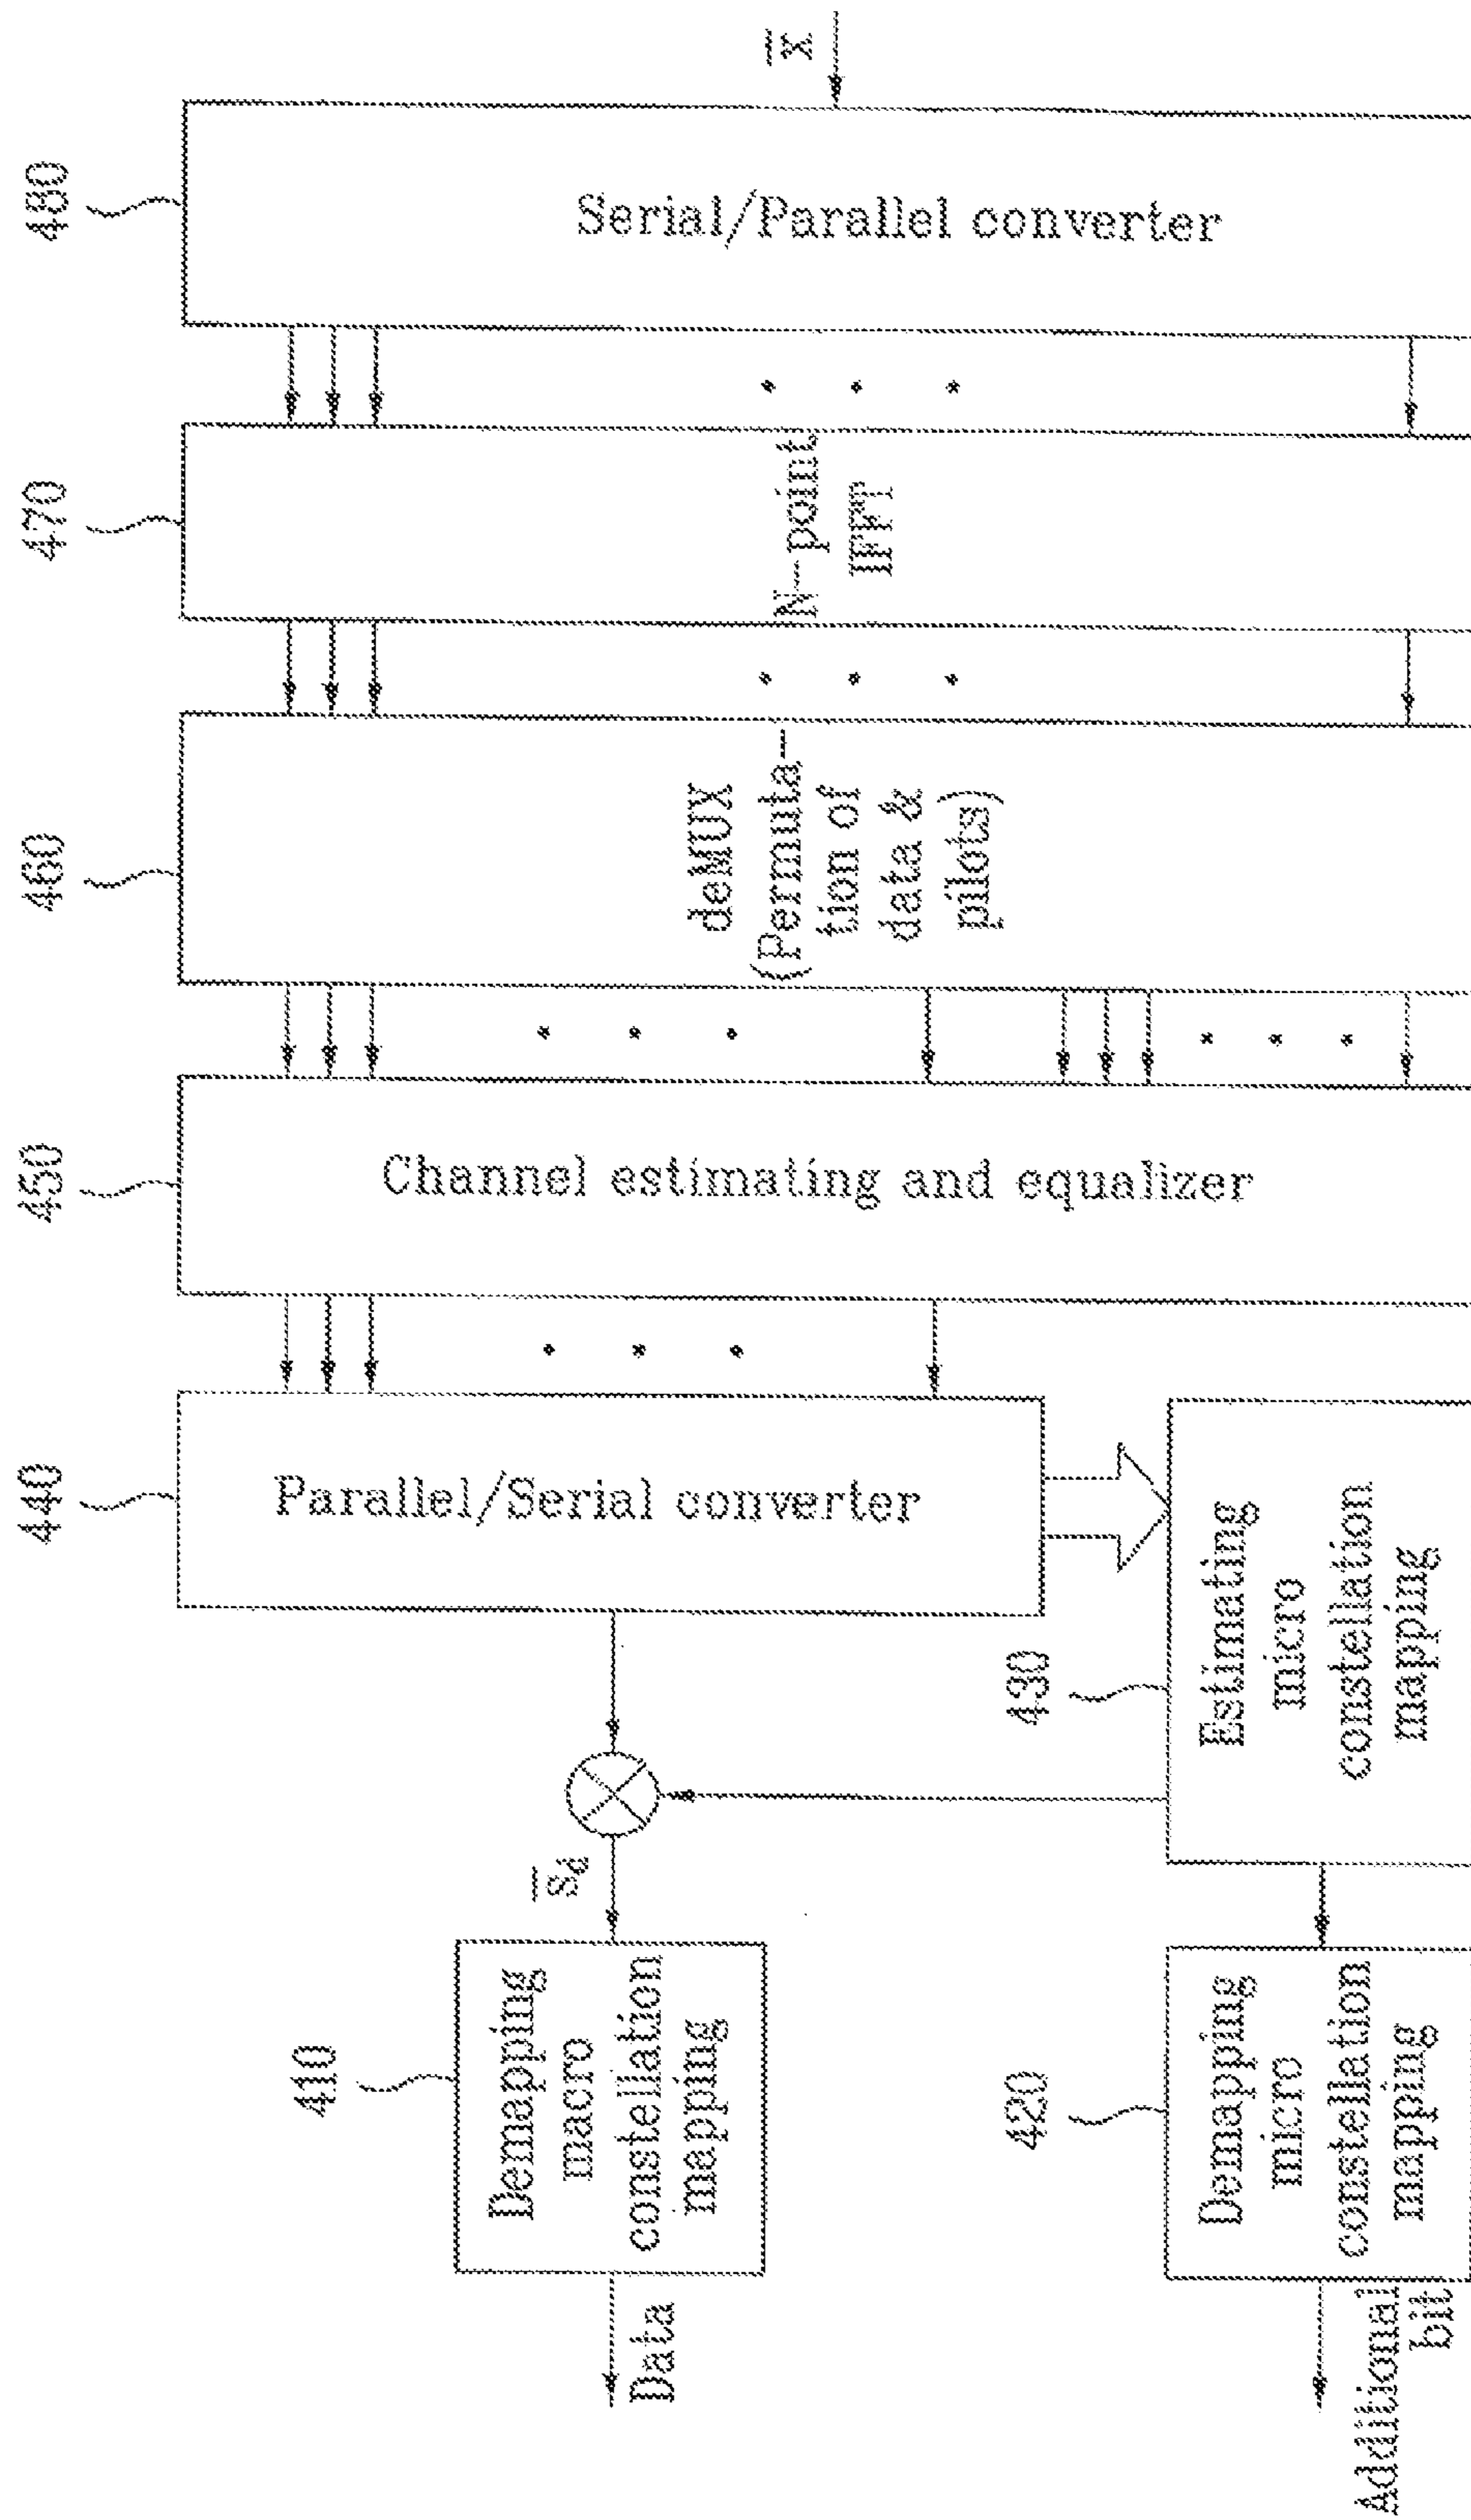 480
x
Serial/Parallel converter
470
N-point
IFFT
460
deMUX
(Permuta-
tion of
data &
pilots)
450
Channel estimating and equalizer
440
Parallel/Serial converter
430
Estimating
micro
constellation
mapping
Sd
410
Demapping
macro
constellation
mapping
420
Demapping
micro
constellation
mapping
Data
Additional
bit